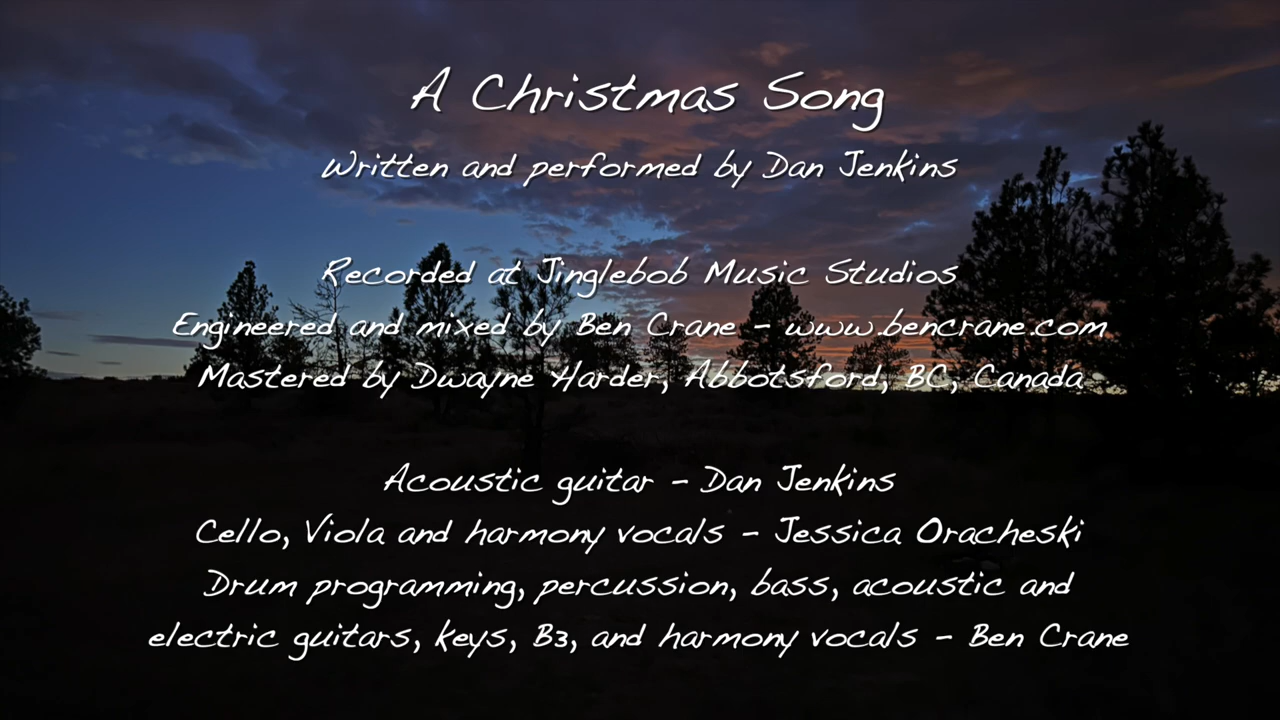 A Christmas Song
Written and performed by Dan Jenkins
Recorded at Jinglebob Music Studios
Engineered and mixed by Ben Crane - www.bencrane.com
Mastered by Dwayne Harder, Abbotsford, BC, Canada
Acoustic guitar - Dan Jenkins
Cello, Viola and harmony vocals - Jessica Oracheski
Drum programming, percussion, bass, acoustic and
electric guitars, keys, B3, and harmony vocals - Ben Crane